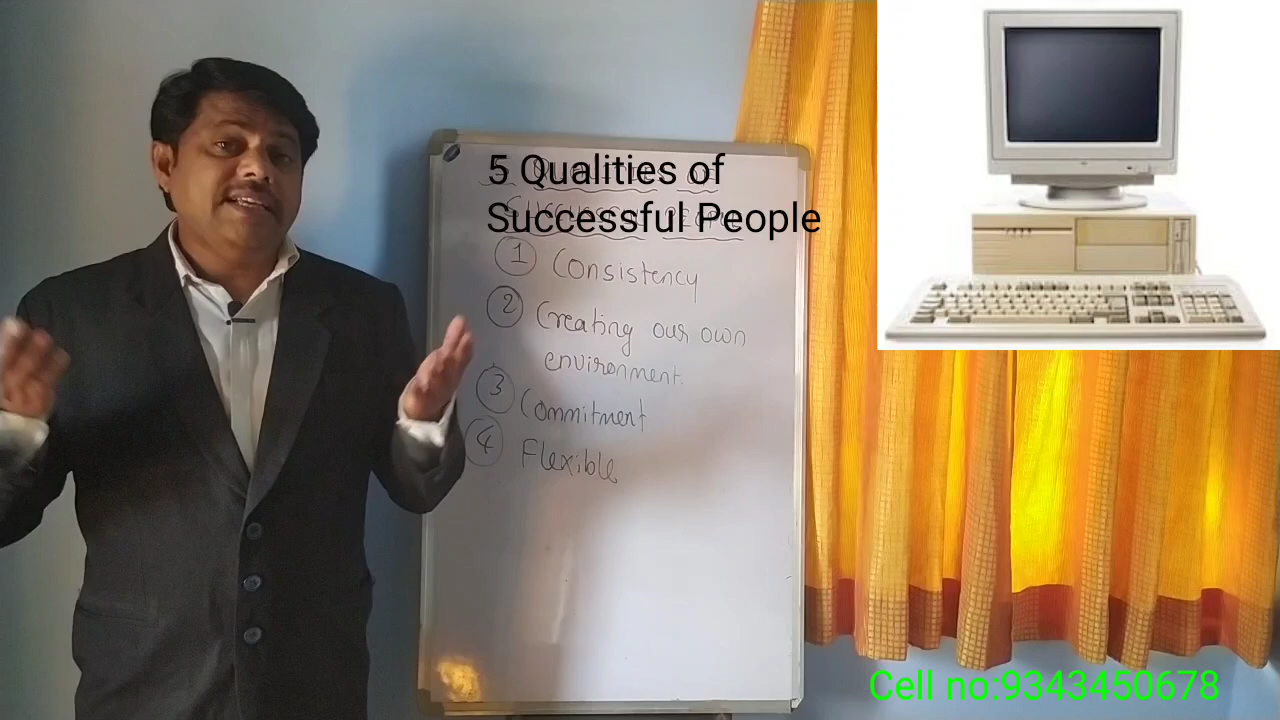 5 Qualities of
Successful People
1 Consistency
2 Creating our own
environment.
3 Commitment
4 Flexible
Cell no:9343450678